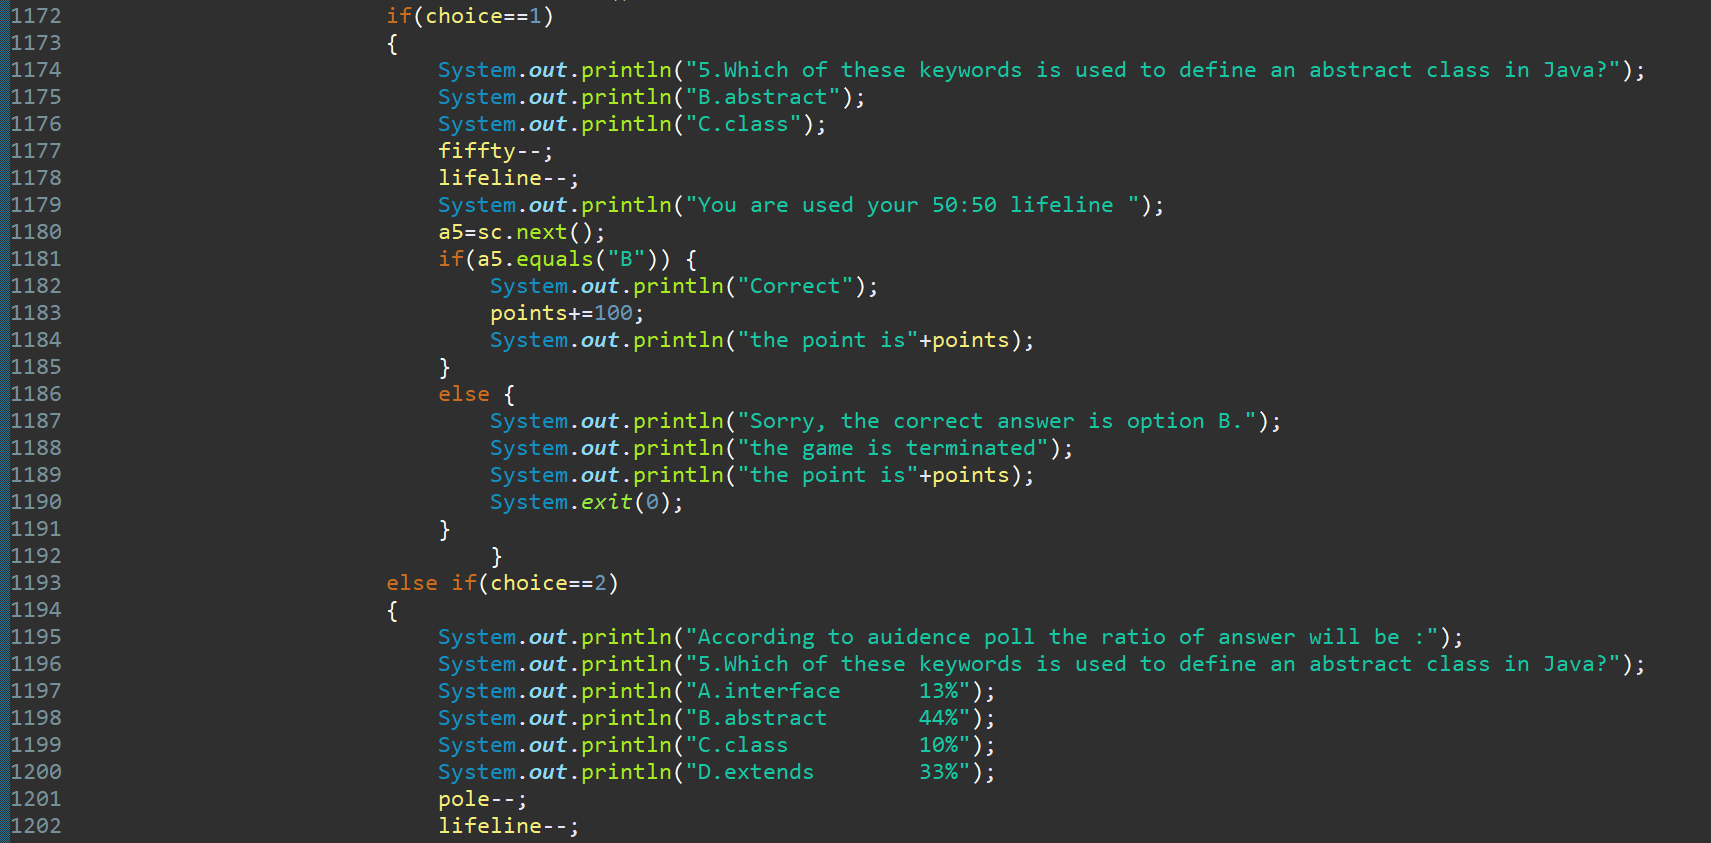 1172 if(choice==1)
1173 {
1174 System.out.println("5.Which of these keywords is used to define an abstract class in Java?");
1175 System.out.println("B.abstract");
1176 System.out.println("C.class");
1177 fiffty--;
1178 lifeline--;
1179 System.out.println("You are used your 50:50 lifeline ");
1180 a5=sc.next();
1181 if(a5.equals("B")) {
1182 System.out.println("Correct");
1183 points+=100;
1184 System.out.println("the point is"+points);
1185 }
1186 else {
1187 System.out.println("Sorry, the correct answer is option B.");
1188 System.out.println("the game is terminated");
1189 System.out.println("the point is"+points);
1190 System.exit(0);
1191 }
1192 }
1193 else if(choice==2)
1194 {
1195 System.out.println("According to auidence poll the ratio of answer will be :");
1196 System.out.println("5.Which of these keywords is used to define an abstract class in Java?");
1197 System.out.println("A.interface      13%");
1198 System.out.println("B.abstract       44%");
1199 System.out.println("C.class          10%");
1200 System.out.println("D.extends        33%");
1201 pole--;
1202 lifeline--;